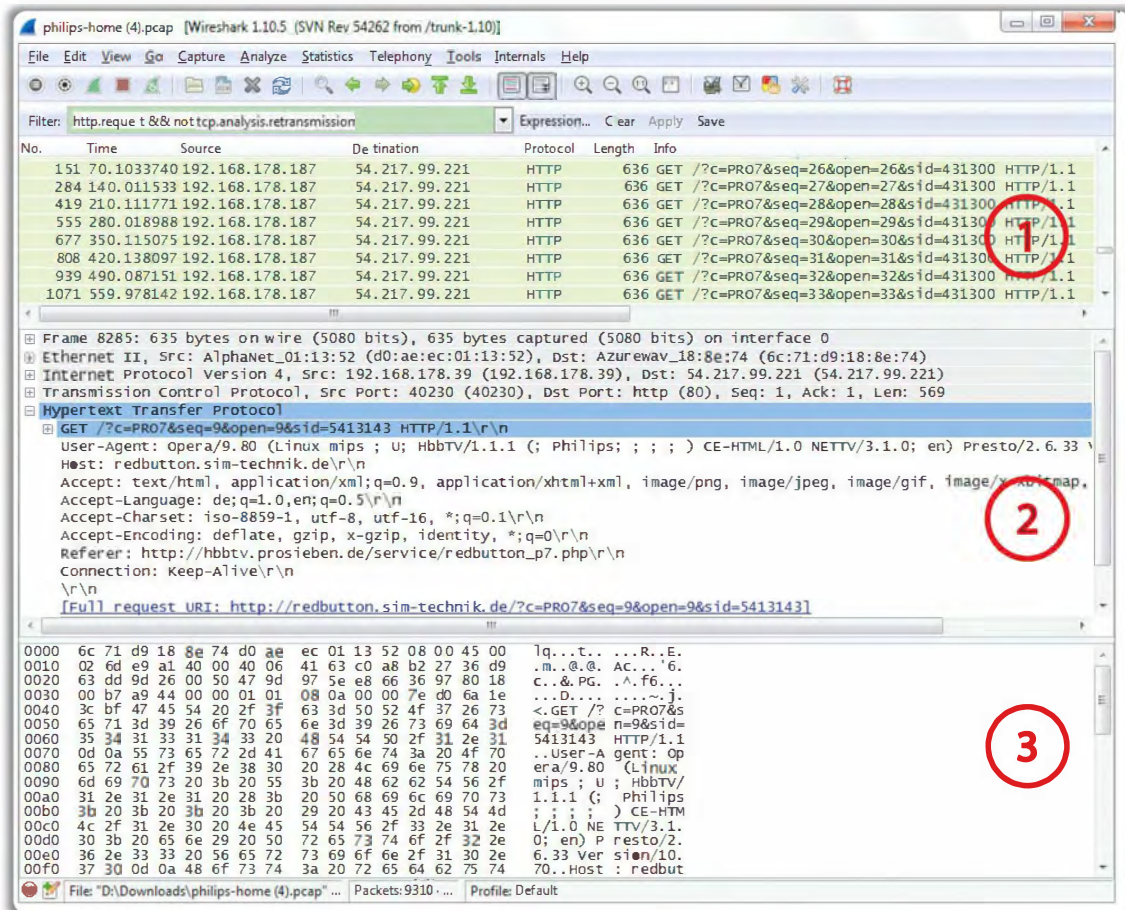 philips-home (4).pcap [Wireshark 1.10.5 (SVN Rev 54262 from /trunk-1.10)]
File Edit View Go Capture Analyze Statistics Telephony Tools Internals Help
Filter: http.reque t && not tcp.analysis.retransmission Expression... C ear Apply Save
No. Time Source De tination Protocol Length Info
151 70.1033740 192.168.178.187 54.217.99.221 HTTP 636 GET /?c=PRO7&seq=26&open=26&sid=431300 HTTP/1.1
284 140.011533 192.168.178.187 54.217.99.221 HTTP 636 GET /?c=PRO7&seq=27&open=27&sid=431300 HTTP/1.1
419 210.111771 192.168.178.187 54.217.99.221 HTTP 636 GET /?c=PRO7&seq=28&open=28&sid=431300 HTTP/1.1
555 280.018988 192.168.178.187 54.217.99.221 HTTP 636 GET /?c=PRO7&seq=29&open=29&sid=431300 HTTP/1.1
677 350.115075 192.168.178.187 54.217.99.221 HTTP 636 GET /?c=PRO7&seq=30&open=30&sid=431300 HTTP/1.1
808 420.138097 192.168.178.187 54.217.99.221 HTTP 636 GET /?c=PRO7&seq=31&open=31&sid=431300 HTTP/1.1
939 490.087151 192.168.178.187 54.217.99.221 HTTP 636 GET /?c=PRO7&seq=32&open=32&sid=431300 HTTP/1.1
1071 559.978142 192.168.178.187 54.217.99.221 HTTP 636 GET /?c=PRO7&seq=33&open=33&sid=431300 HTTP/1.1
1
Frame 8285: 635 bytes on wire (5080 bits), 635 bytes captured (5080 bits) on interface 0
Ethernet II, Src: AlphaNet_01:13:52 (d0:ae:ec:01:13:52), Dst: Azurewav_18:8e:74 (6c:71:d9:18:8e:74)
Internet Protocol Version 4, Src: 192.168.178.39 (192.168.178.39), Dst: 54.217.99.221 (54.217.99.221)
Transmission Control Protocol, Src Port: 40230 (40230), Dst Port: http (80), Seq: 1, Ack: 1, Len: 569
Hypertext Transfer Protocol
GET /?c=PRO7&seq=9&open=9&sid=5413143 HTTP/1.1\r\n
User-Agent: Opera/9.80 (Linux mips ; U; HbbTV/1.1.1 (; Philips; ; ; ; ) CE-HTML/1.0 NETTV/3.1.0; en) Presto/2.6.33 V
Host: redbutton.sim-technik.de\r\n
Accept: text/html, application/xml;q=0.9, application/xhtml+xml, image/png, image/jpeg, image/gif, image/x-xbitmap,
Accept-Language: de;q=1.0,en;q=0.5\r\n
Accept-Charset: iso-8859-1, utf-8, utf-16, *;q=0.1\r\n
Accept-Encoding: deflate, gzip, x-gzip, identity, *;q=0\r\n
Referer: http://hbbtv.prosieben.de/service/redbutton_p7.php\r\n
Connection: Keep-Alive\r\n
\r\n
[Full request URI: http://redbutton.sim-technik.de/?c=PRO7&seq=9&open=9&sid=5413143]
2
0000 6c 71 d9 18 8e 74 d0 ae ec 01 13 52 08 00 45 00 lq...t.. ...R..E.
0010 02 6d e9 a1 40 00 40 06 41 63 c0 a8 b2 27 36 d9 .m..@.@. Ac...'6.
0020 63 dd 9d 26 00 50 47 9d 97 5e e8 66 36 97 80 18 c..&.PG. .^.f6...
0030 00 b7 a9 44 00 00 01 01 08 0a 00 00 7e d0 6a 1e ...D.... ....~.j.
0040 3c bf 47 45 54 20 2f 3f 63 3d 50 52 4f 37 26 73 <.GET /? c=PRO7&s
0050 65 71 3d 39 26 6f 70 65 6e 3d 39 26 73 69 64 3d eq=9&ope n=9&sid=
0060 35 34 31 33 31 34 33 20 48 54 54 50 2f 31 2e 31 5413143 HTTP/1.1
0070 0d 0a 55 73 65 72 2d 41 67 65 6e 74 3a 20 4f 70 ..User-A gent: Op
0080 65 72 61 2f 39 2e 38 30 20 28 4c 69 6e 75 78 20 era/9.80 (Linux
0090 6d 69 70 73 20 3b 20 55 3b 20 48 62 62 54 56 2f mips ; U ; HbbTV/
00a0 31 2e 31 2e 31 20 28 3b 20 50 68 69 6c 69 70 73 1.1.1 (; Philips
00b0 3b 20 3b 20 3b 20 3b 20 29 20 43 45 2d 48 54 4d ; ; ; ; ) CE-HTM
00c0 4c 2f 31 2e 30 20 4e 45 54 54 56 2f 33 2e 31 2e L/1.0 NE TTV/3.1.
00d0 30 3b 20 65 6e 29 20 50 72 65 73 74 6f 2f 32 2e 0; en) P resto/2.
00e0 36 2e 33 33 20 56 65 72 73 69 6f 6e 2f 31 30 2e 6.33 Ver sion/10.
00f0 37 30 0d 0a 48 6f 73 74 3a 20 72 65 64 62 75 74 70..Host : redbut
3
File: "D:\Downloads\philips-home (4).pcap" ... Packets: 9310 · ... Profile: Default